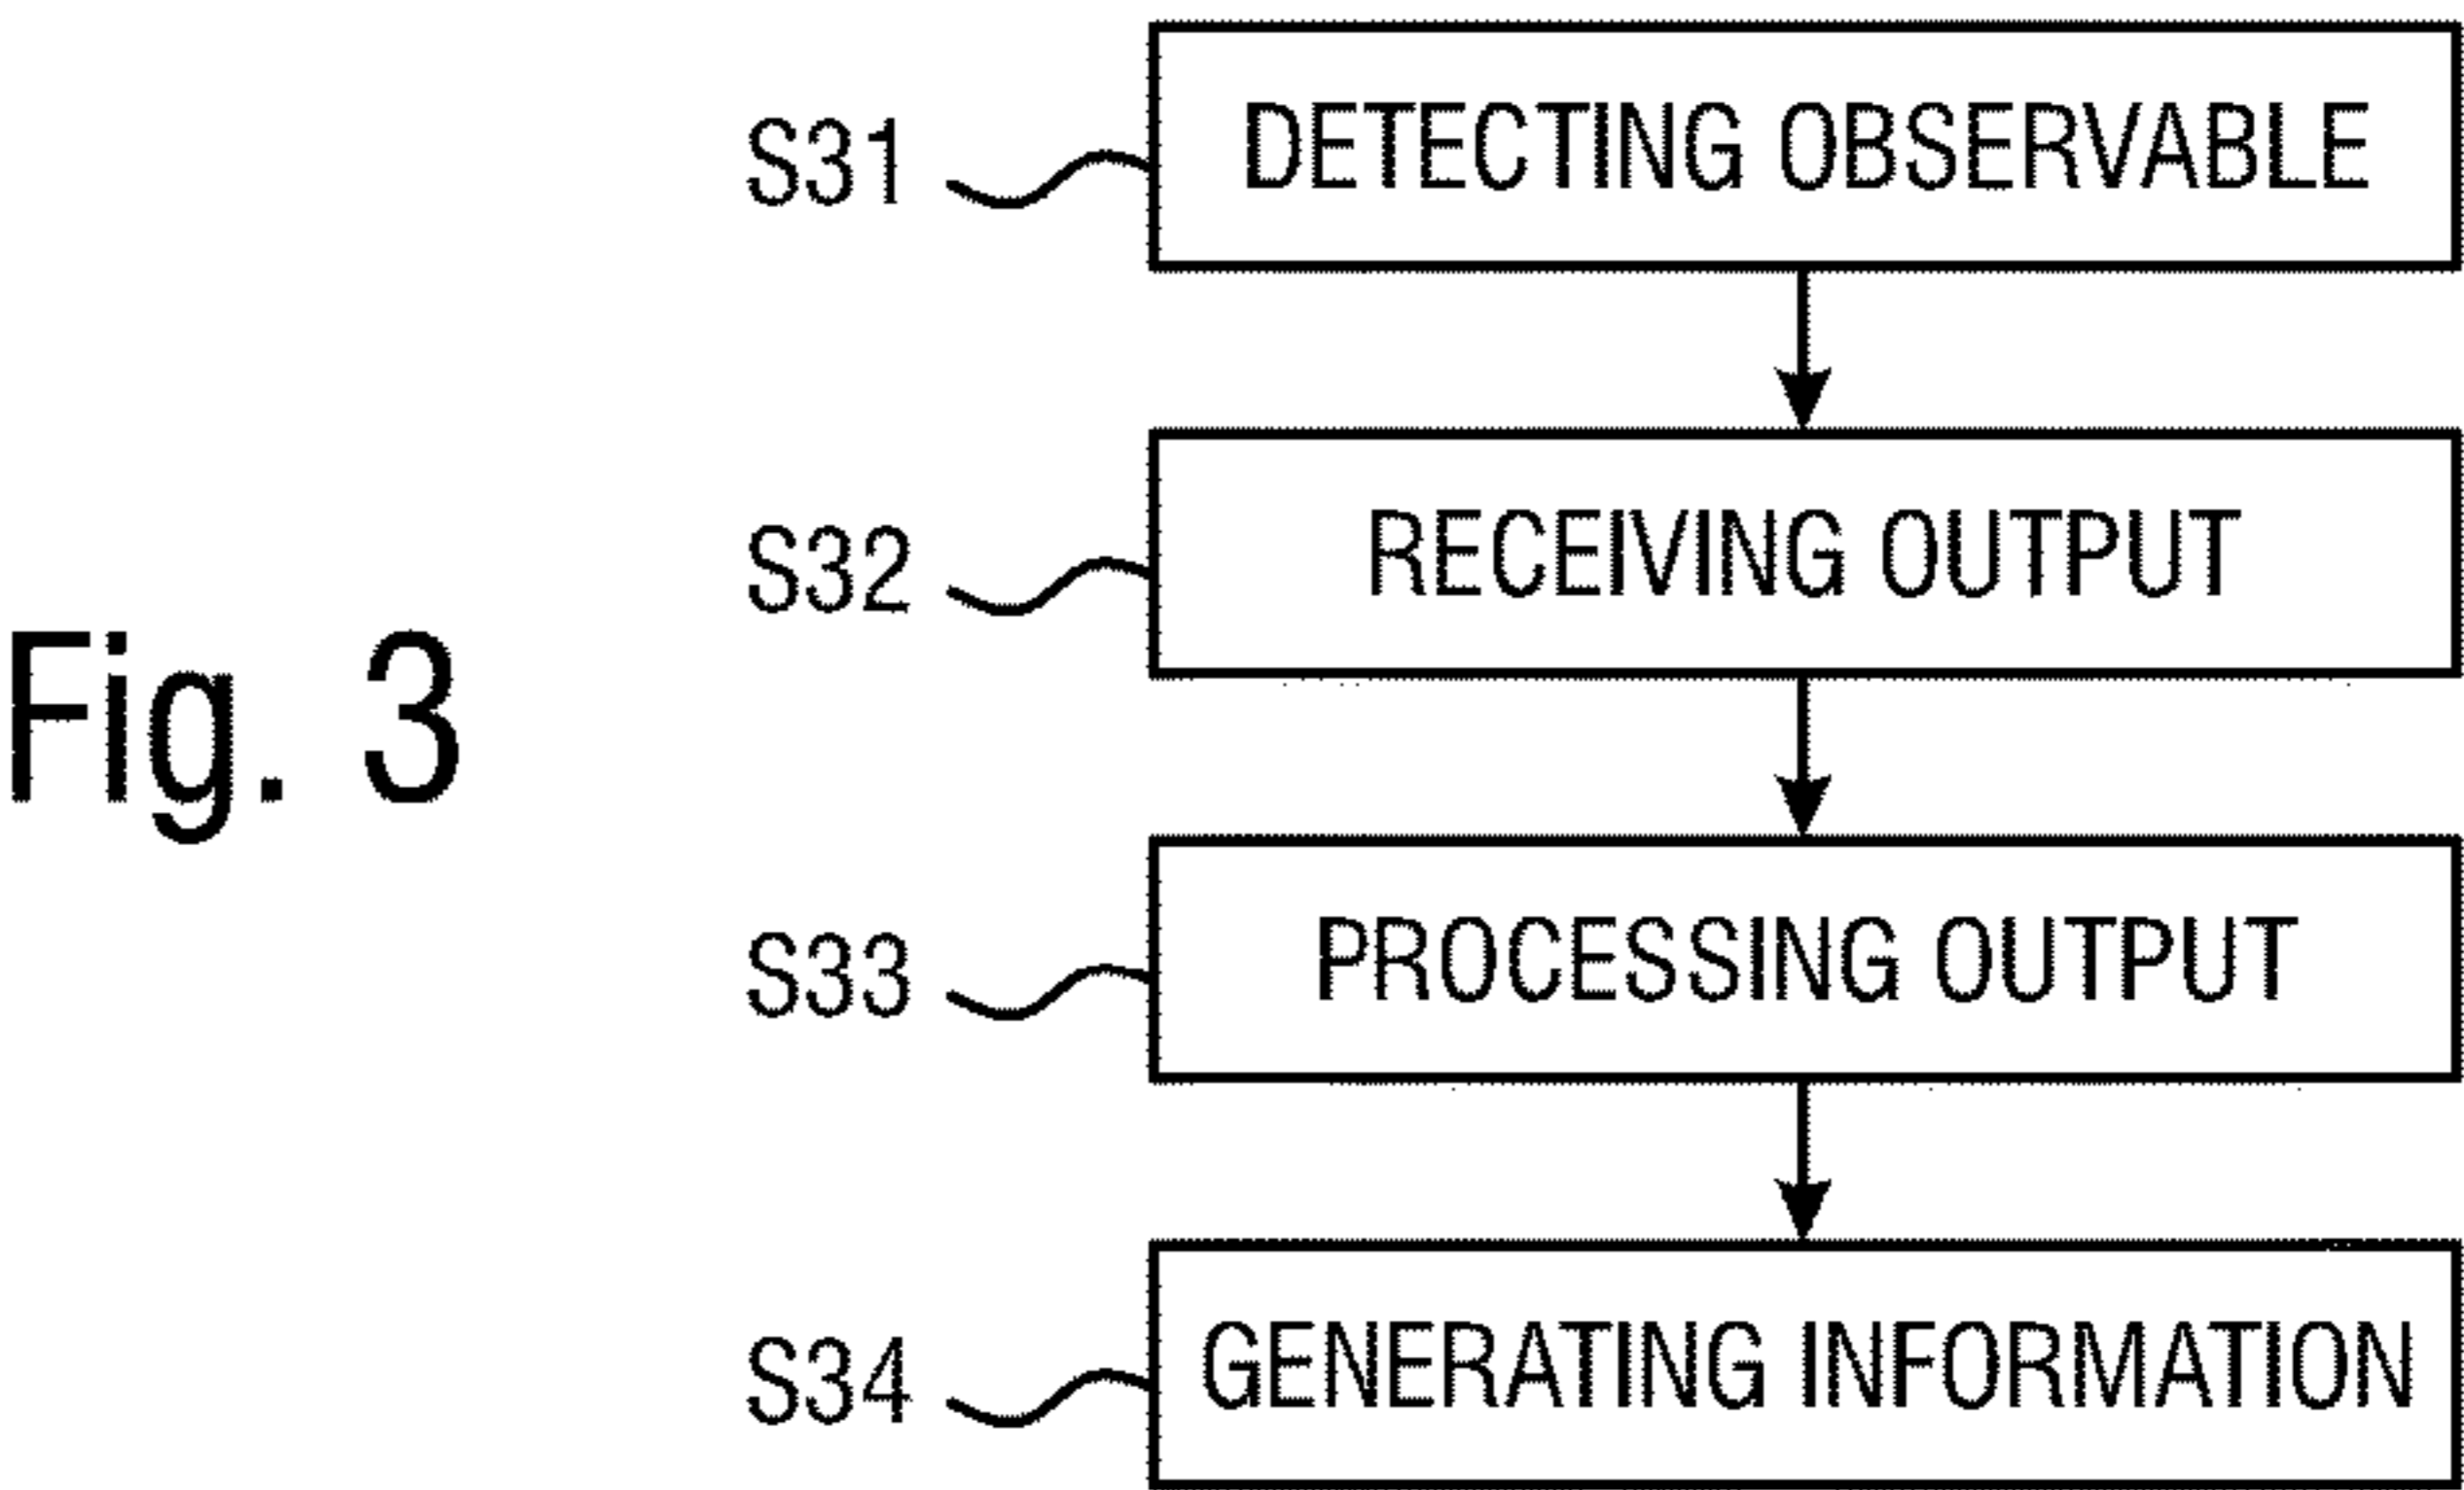 S31 DETECTING OBSERVABLE
S32 RECEIVING OUTPUT
Fig. 3
S33 PROCESSING OUTPUT
S34 GENERATING INFORMATION